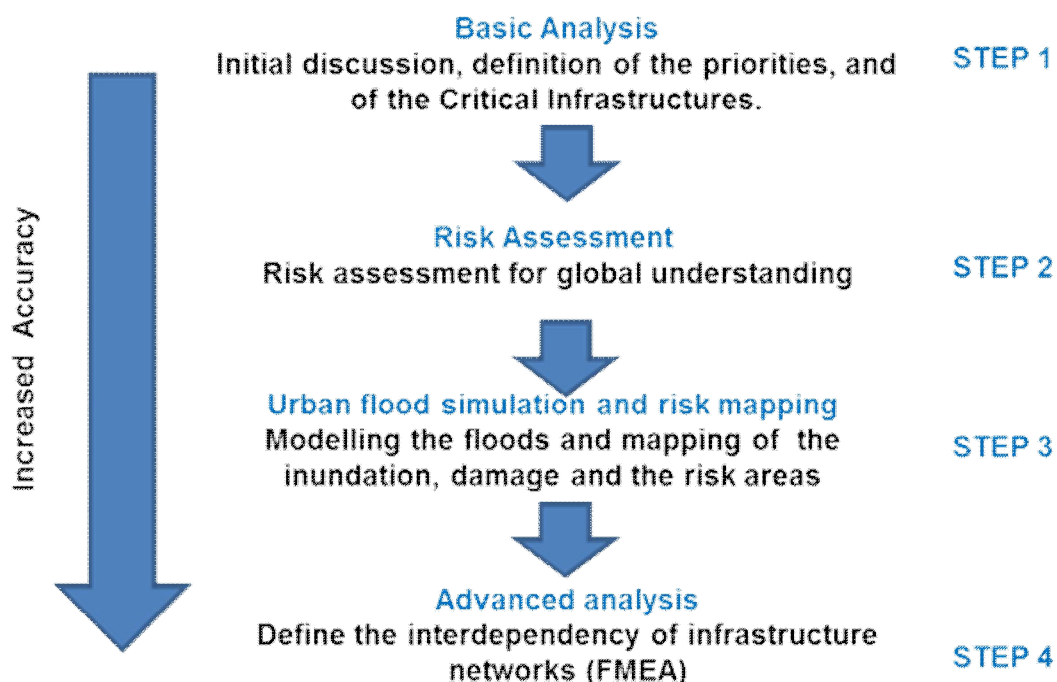 Basic Analysis
Initial discussion, definition of the priorities, and
of the Critical Infrastructures.
STEP 1
Increased Accuracy
Risk Assessment
Risk assessment for global understanding
STEP 2
Urban flood simulation and risk mapping
Modelling the floods and mapping of the
inundation, damage and the risk areas
STEP 3
Advanced analysis
Define the interdependency of infrastructure
networks (FMEA)
STEP 4